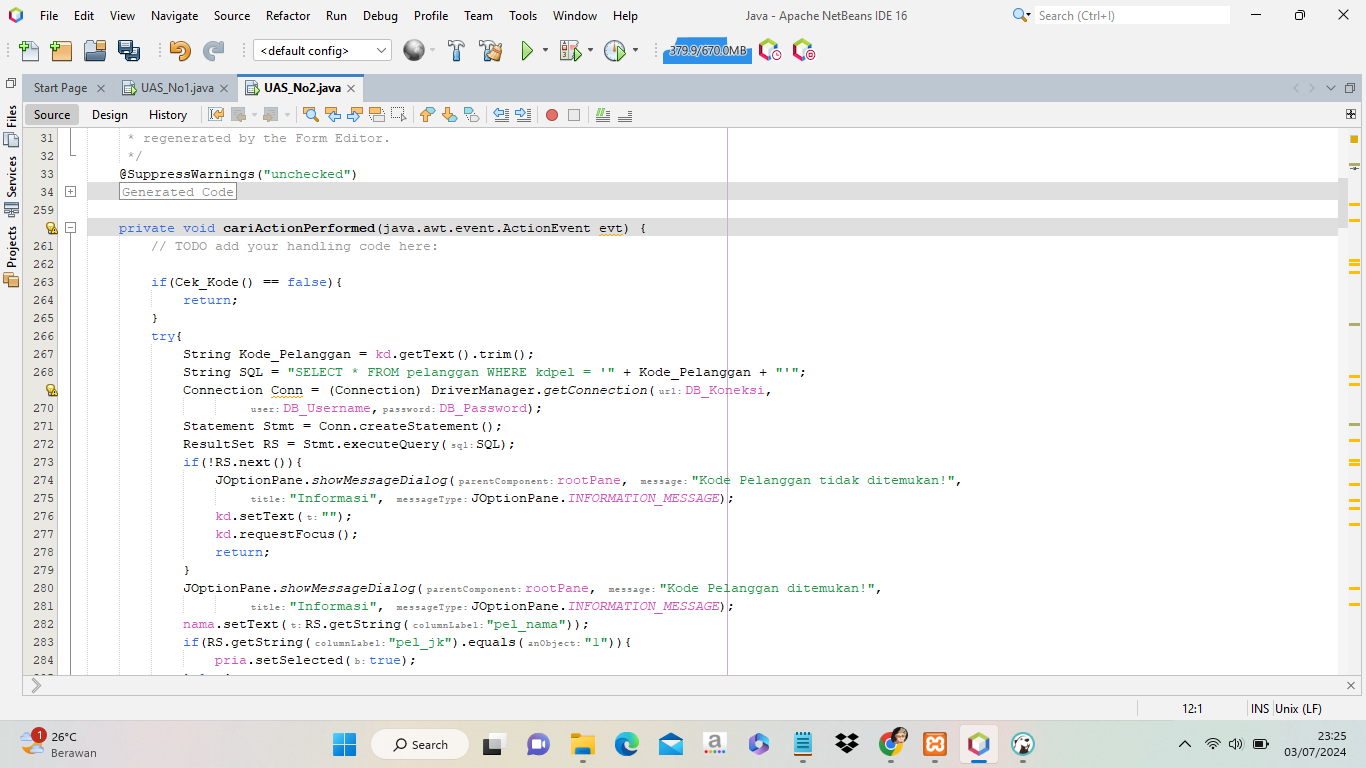 File Edit View Navigate Source Refactor Run Debug Profile Team Tools Window Help Java - Apache NetBeans IDE 16 Search (Ctrl+I)
<default config> 379.9/670.0MB
Start Page UAS_No1.java UAS_No2.java
Source Design History
Files
Services
Projects
31 * regenerated by the Form Editor.
32 */
33 @SuppressWarnings("unchecked")
34 Generated Code
259
private void cariActionPerformed(java.awt.event.ActionEvent evt) {
261 // TODO add your handling code here:
262
263 if(Cek_Kode() == false){
264 return;
265 }
266 try{
267 String Kode_Pelanggan = kd.getText().trim();
268 String SQL = "SELECT * FROM pelanggan WHERE kdpel = '" + Kode_Pelanggan + "'";
Connection Conn = (Connection) DriverManager.getConnection( url: DB_Koneksi,
270 user: DB_Username, password: DB_Password);
271 Statement Stmt = Conn.createStatement();
272 ResultSet RS = Stmt.executeQuery( sql: SQL);
273 if(!RS.next()){
274 JOptionPane.showMessageDialog( parentComponent: rootPane, message: "Kode Pelanggan tidak ditemukan!",
275 title: "Informasi", messageType: JOptionPane.INFORMATION_MESSAGE);
276 kd.setText( t: "");
277 kd.requestFocus();
278 return;
279 }
280 JOptionPane.showMessageDialog( parentComponent: rootPane, message: "Kode Pelanggan ditemukan!",
281 title: "Informasi", messageType: JOptionPane.INFORMATION_MESSAGE);
282 nama.setText( t: RS.getString( columnLabel: "pel_nama"));
283 if(RS.getString( columnLabel: "pel_jk").equals( anObject: "1")){
284 pria.setSelected( b: true);
12:1 INS Unix (LF)
1 26°C
Berawan
Search
23:25
03/07/2024